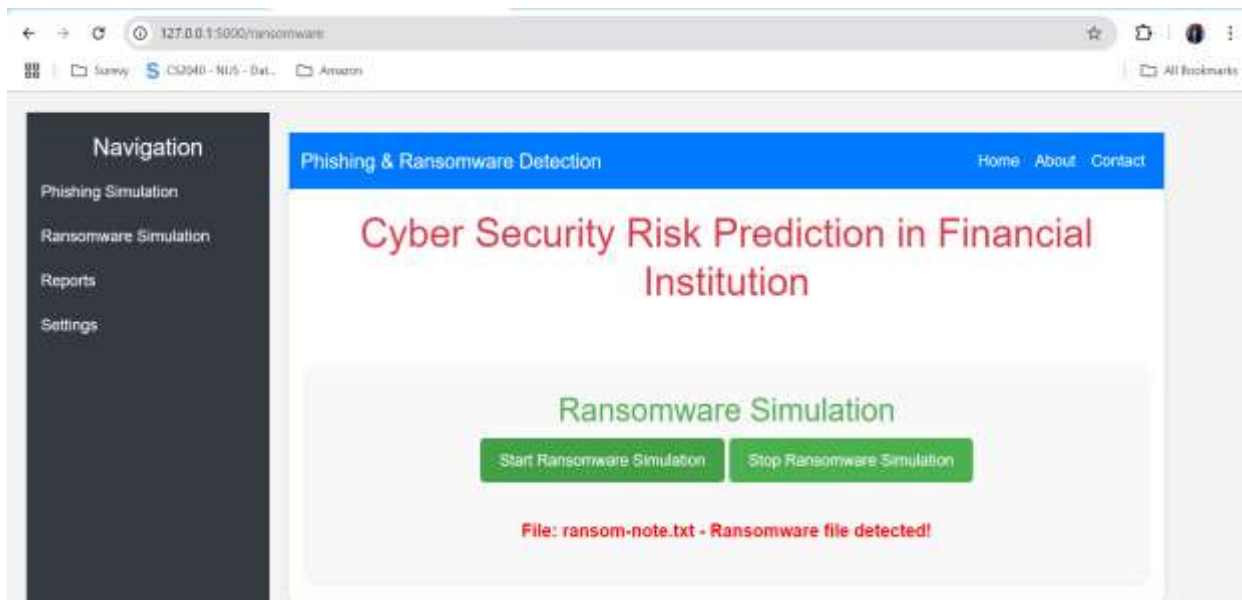 127.0.0.1:5000/ransomware
Survey
CS2040 - NUS - Dat...
Amazon
All Bookmarks
Navigation
Phishing Simulation
Ransomware Simulation
Reports
Settings
Phishing & Ransomware Detection
Home About Contact
Cyber Security Risk Prediction in Financial
Institution
Ransomware Simulation
Start Ransomware Simulation
Stop Ransomware Simulation
File: ransom-note.txt - Ransomware file detected!